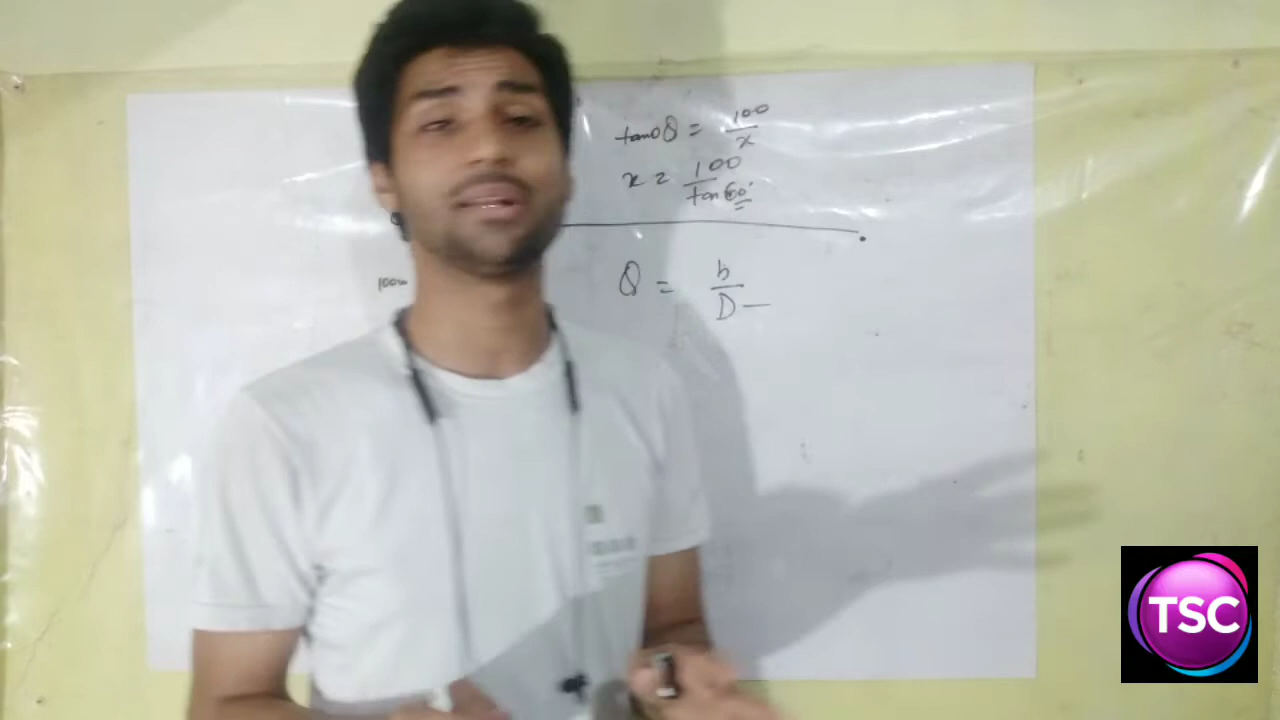 tanθ = 100/x
x = 100/tan60°
100m
θ = b/D
TSC